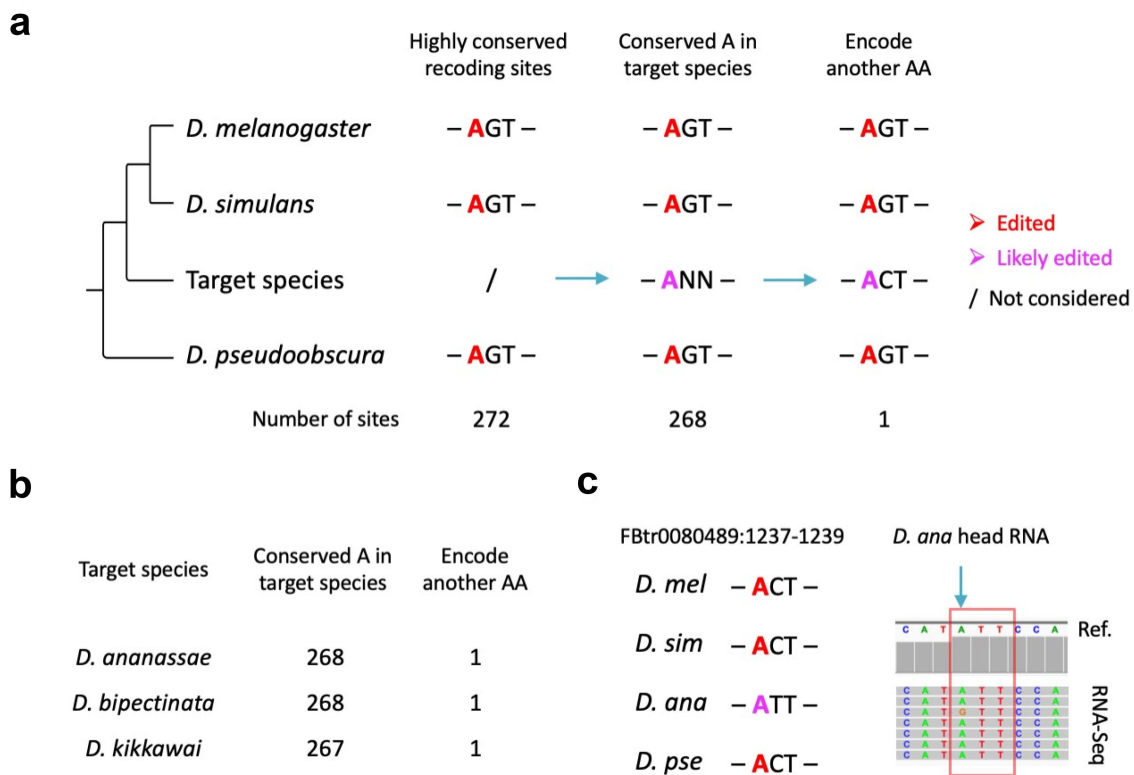 a
Highly conserved
recoding sites
Conserved A in
target species
Encode
another AA
D. melanogaster
– AGT –
– AGT –
– AGT –
D. simulans
– AGT –
– AGT –
– AGT –
Target species
/
– ANN –
– ACT –
D. pseudoobscura
– AGT –
– AGT –
– AGT –
Number of sites
272
268
1
➢ Edited
➢ Likely edited
/ Not considered
b
Target species
Conserved A in
target species
Encode
another AA
D. ananassae
268
1
D. bipectinata
268
1
D. kikkawai
267
1
c
FBtr0080489:1237-1239
D. mel – ACT –
D. sim – ACT –
D. ana – ATT –
D. pse – ACT –
D. ana head RNA
C A T A T T C C A
Ref.
C A T A T T C C A
C A T A T T C C A
C A T G T T C C A
C A T A T T C C A
C A T A T T C C A
C A T A T T C C A
C A T A T T C C A
RNA-Seq